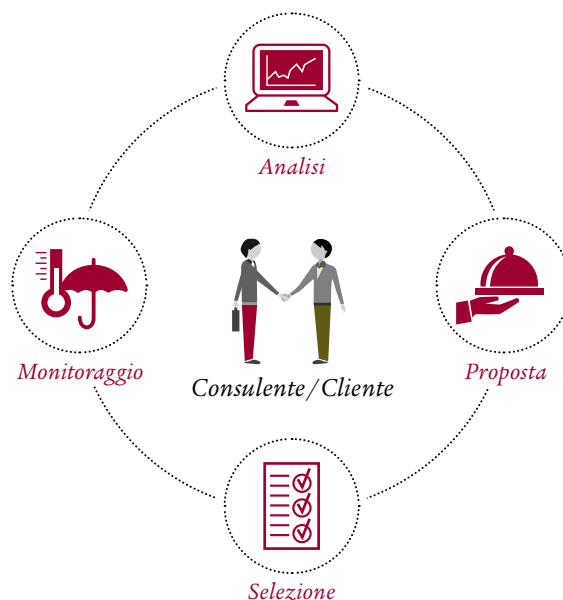 Analisi
Monitoraggio
Consulente / Cliente
Proposta
Selezione